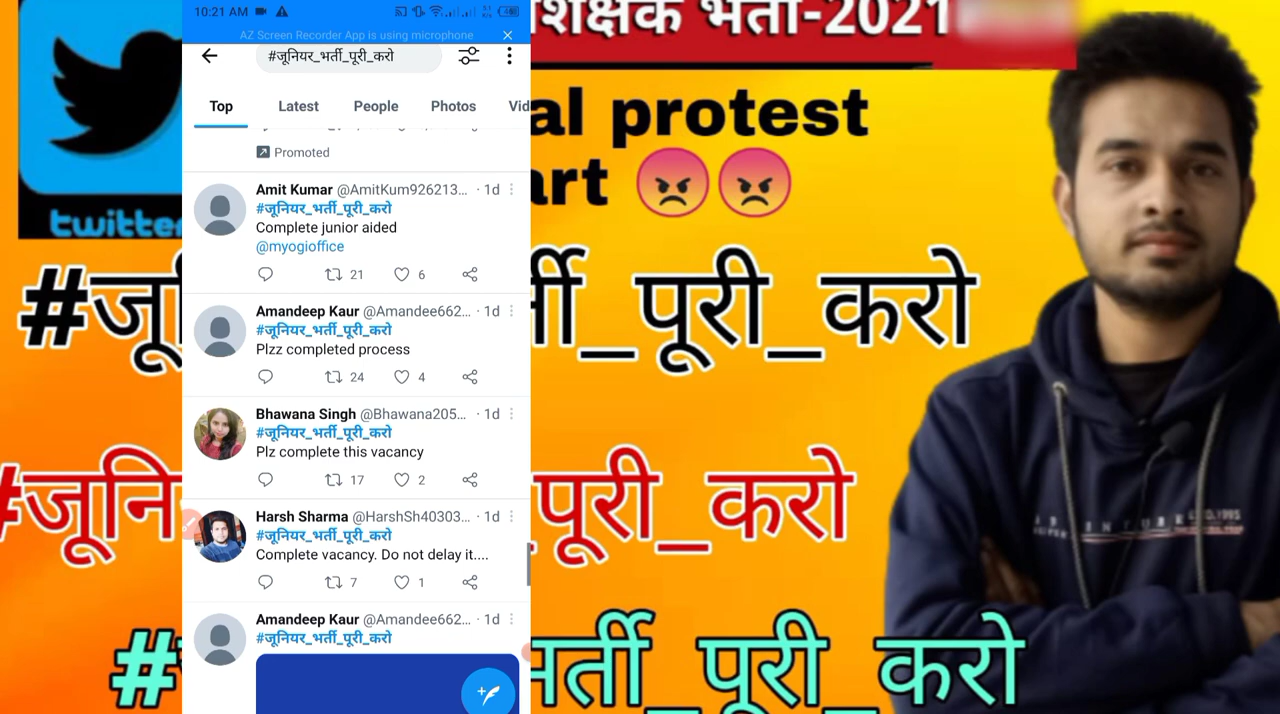 10:21 AM
AZ Screen Recorder App is using microphone
#जूनियर_भर्ती_पूरी_करो
Top Latest People Photos Vid
Promoted
Amit Kumar @AmitKum926213... · 1d
#जूनियर_भर्ती_पूरी_करो
Complete junior aided
@myogioffice
21 6
Amandeep Kaur @Amandee662... · 1d
#जूनियर_भर्ती_पूरी_करो
Plzz completed process
24 4
Bhawana Singh @Bhawana205... · 1d
#जूनियर_भर्ती_पूरी_करो
Plz complete this vacancy
17 2
Harsh Sharma @HarshSh40303... · 1d
#जूनियर_भर्ती_पूरी_करो
Complete vacancy. Do not delay it....
7 1
Amandeep Kaur @Amandee662... · 1d
#जूनियर_भर्ती_पूरी_करो
twitter
शिक्षक भर्ती-2021
al protest
art
#जू र्ती_पूरी_करो
#जूनि _पूरी_करो
# भर्ती_पूरी_करो